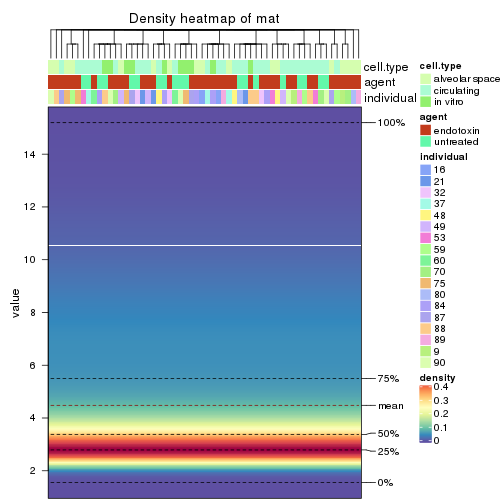 Density heatmap of mat
cell.type
agent
individual
value
14
12
10
8
6
4
2
100%
75%
mean
50%
25%
0%
cell.type
alveolar space
circulating
in vitro
agent
endotoxin
untreated
individual
16
21
32
37
48
49
53
59
60
70
75
80
84
87
88
89
9
90
density
0.4
0.3
0.2
0.1
0